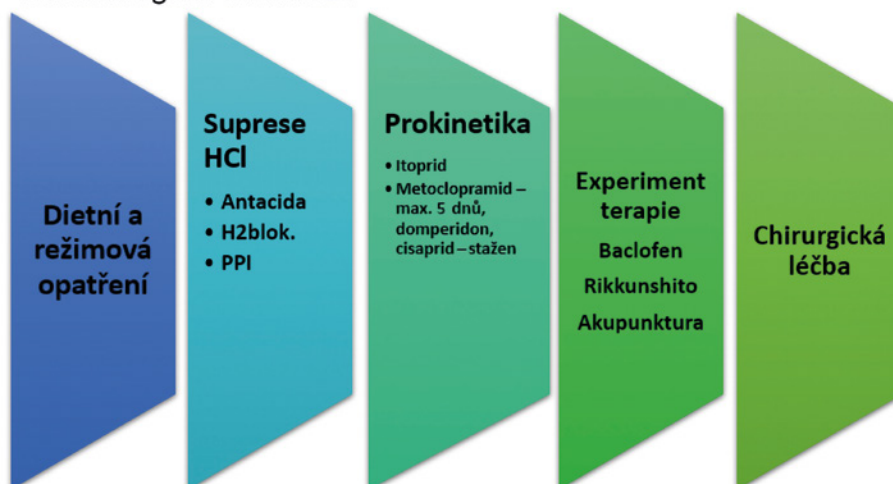 Dietní a
režimová
opatření
Suprese
HCl
• Antacida
• H2blok.
• PPI
Prokinetika
• Itoprid
• Metoclopramid –
max. 5 dnů,
domperidon,
cisaprid – stažen
Experiment
terapie
Baclofen
Rikkunshito
Akupunktura
Chirurgická
léčba